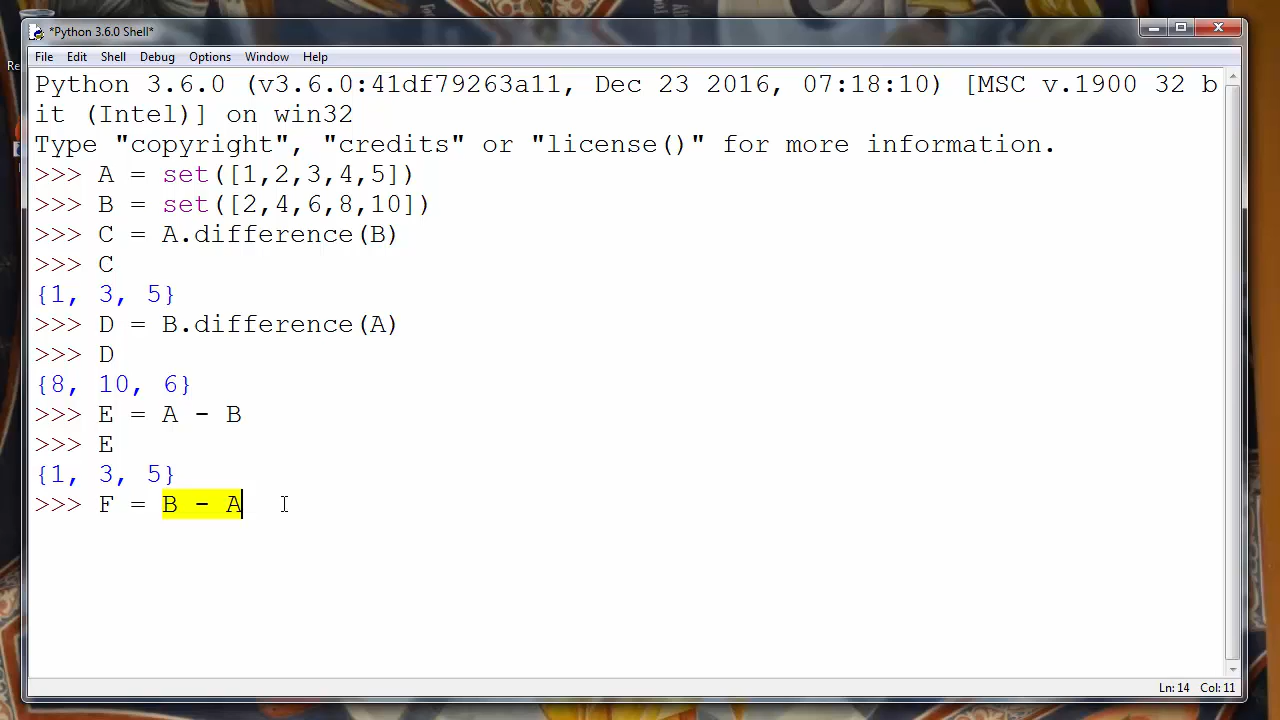 *Python 3.6.0 Shell*
File Edit Shell Debug Options Window Help
Python 3.6.0 (v3.6.0:41df79263a11, Dec 23 2016, 07:18:10) [MSC v.1900 32 b
it (Intel)] on win32
Type "copyright", "credits" or "license()" for more information.
>>> A = set([1,2,3,4,5])
>>> B = set([2,4,6,8,10])
>>> C = A.difference(B)
>>> C
{1, 3, 5}
>>> D = B.difference(A)
>>> D
{8, 10, 6}
>>> E = A - B
>>> E
{1, 3, 5}
>>> F = B - A
Ln: 14 Col: 11